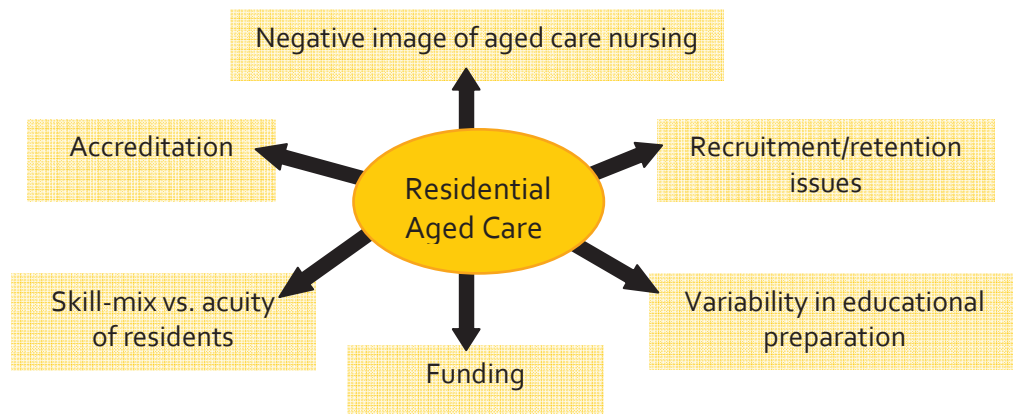 Negative image of aged care nursing
Accreditation
Recruitment/retention
issues
Residential
Aged Care
Skill-mix vs. acuity
of residents
Variability in educational
preparation
Funding